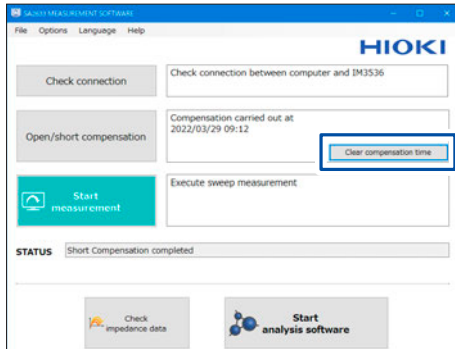 SA2633 MEASUREMENT SOFTWARE
File Options Language Help
HIOKI
Check connection
Check connection between computer and IM3536
Open/short compensation
Compensation carried out at
2022/03/29 09:12
Clear compensation time
Start
measurement
Execute sweep measurement
STATUS
Short Compensation completed
Check
impedance data
Start
analysis software